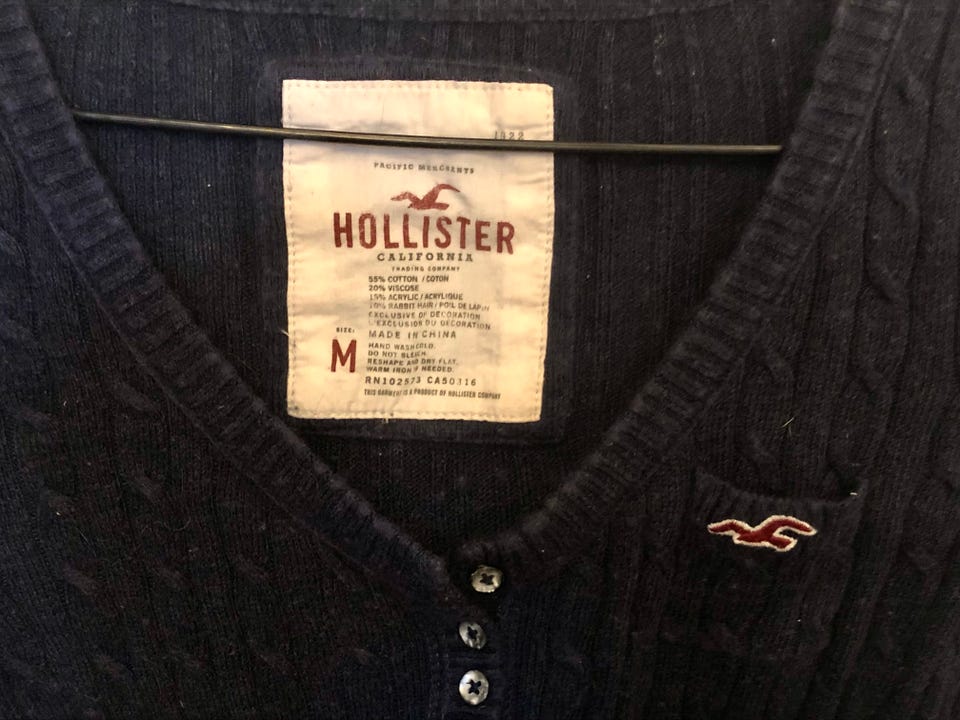 1922
PACIFIC MERCHANTS
HOLLISTER
CALIFORNIA
TRADING COMPANY
55% COTTON / COTON
20% VISCOSE
15% ACRYLIC / ACRYLIQUE
10% RABBIT HAIR / POIL DE LAPIN
EXCLUSIVE OF DECORATION
L'EXCLUSION DU DECORATION
MADE IN CHINA
SIZE:
M
HAND WASH COLD.
DO NOT BLEACH.
RESHAPE AND DRY FLAT.
WARM IRON IF NEEDED.
RN102573 CA50316
THIS GARMENT IS A PRODUCT OF HOLLISTER COMPANY